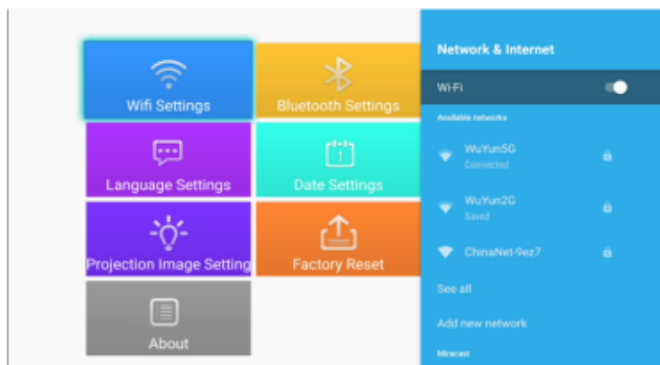 Wifi Settings
Bluetooth Settings
Language Settings
Date Settings
1
Projection Image Setting
Factory Reset
About
Network & Internet
Wi-Fi
Available networks
WuYun5G
Connected
WuYun2G
Saved
ChinaNet-9ez7
See all
Add new network
Miracast